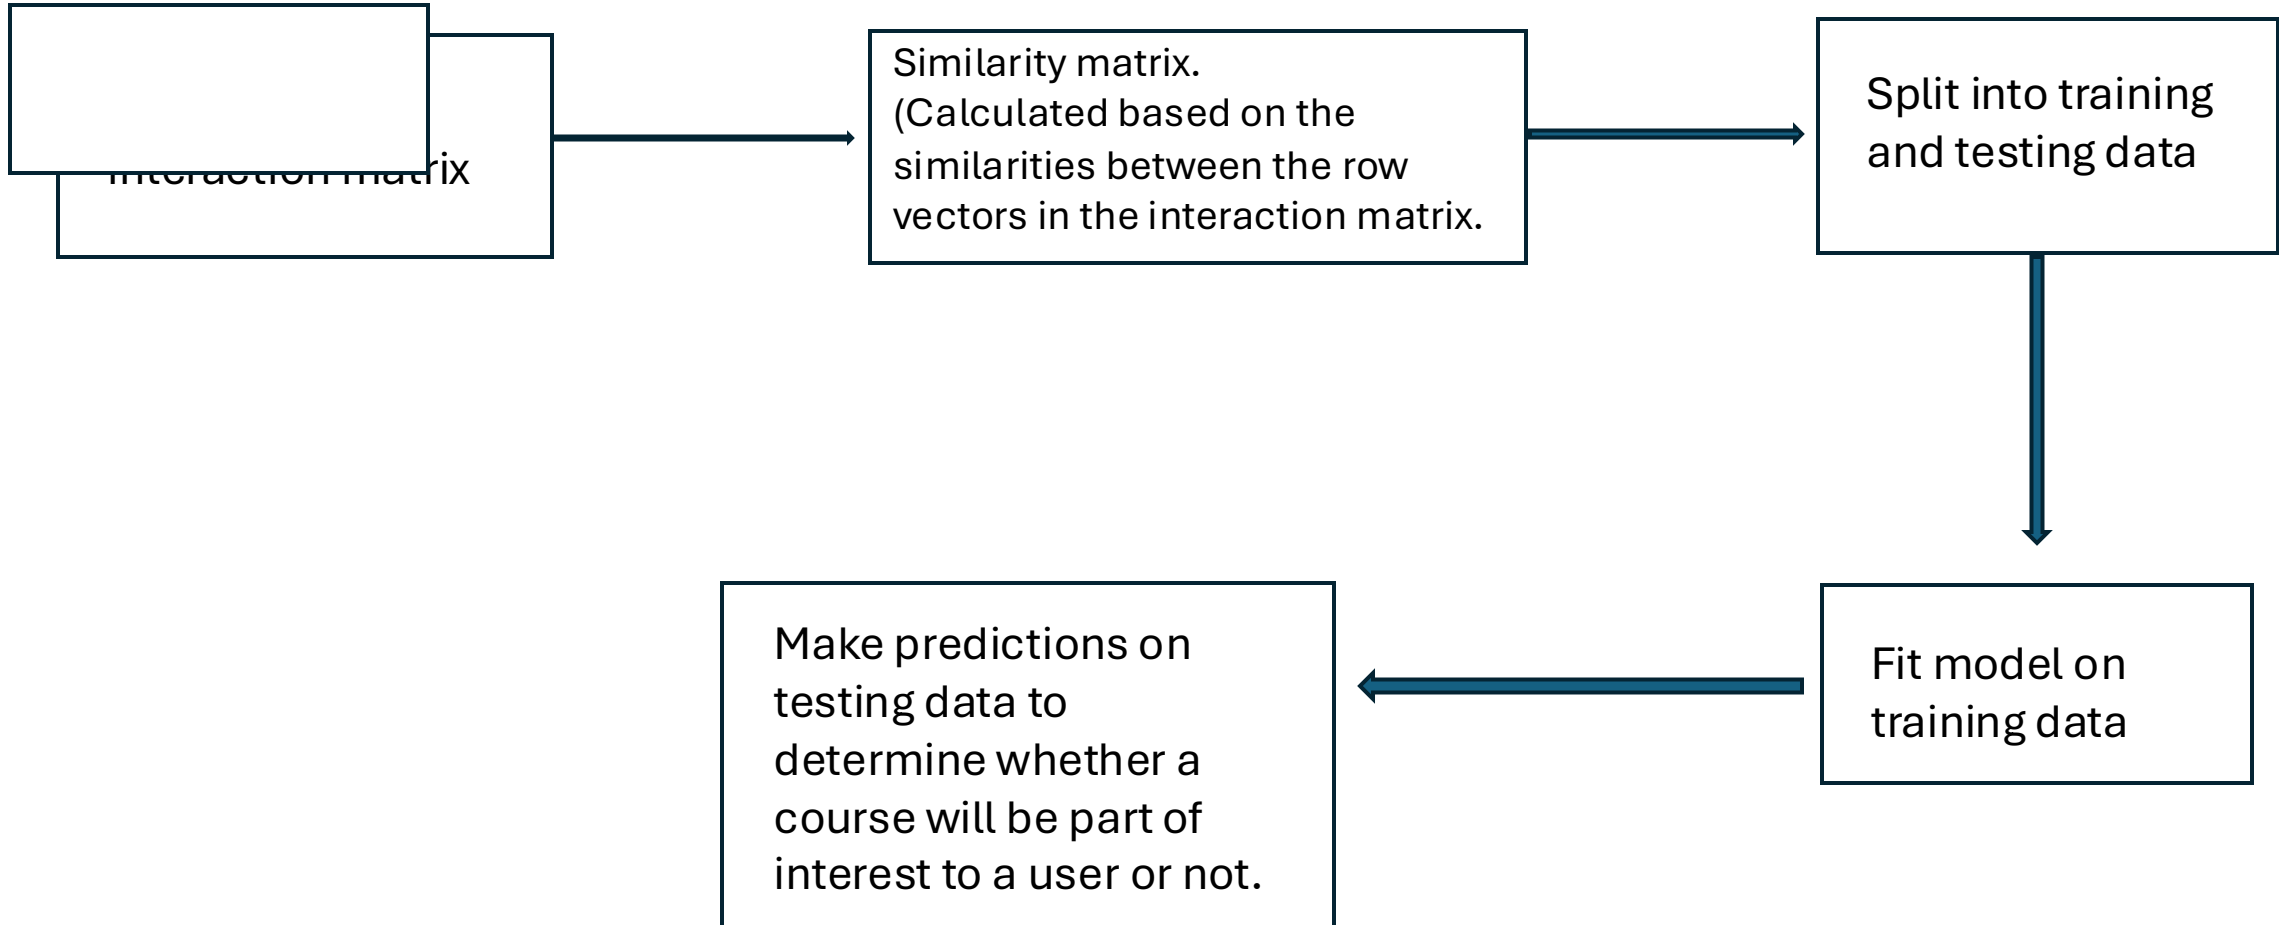 matrix
Similarity matrix.
(Calculated based on the
similarities between the row
vectors in the interaction matrix.
Split into training
and testing data
Fit model on
training data
Make predictions on
testing data to
determine whether a
course will be part of
interest to a user or not.